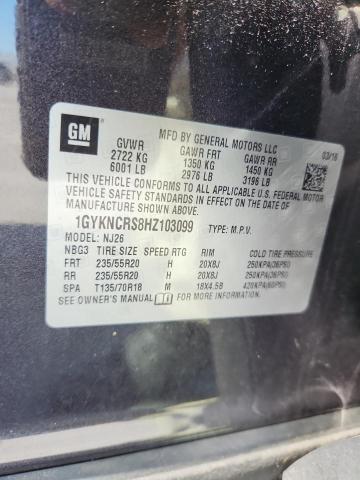 GM
MFD BY GENERAL MOTORS LLC
03/16
GVWR GAWR FRT GAWR RR
2722 KG 1350 KG 1450 KG
6001 LB 2976 LB 3196 LB
THIS VEHICLE CONFORMS TO ALL APPLICABLE U.S. FEDERAL MOTOR
VEHICLE SAFETY STANDARDS IN EFFECT ON THE DATE OF
MANUFACTURE SHOWN ABOVE.
1GYKNCRS8HZ103099 TYPE: M.P.V.
MODEL: NJ26
NBG3 TIRE SIZE SPEED RTG RIM COLD TIRE PRESSURE
FRT 235/55R20 H 20X8J 250KPA(36PSI)
RR 235/55R20 H 20X8J 250KPA(36PSI)
SPA T135/70R18 M 18X4.5B 420KPA(60PSI)
SEE OWNER'S MANUAL FOR MORE INFORMATION.